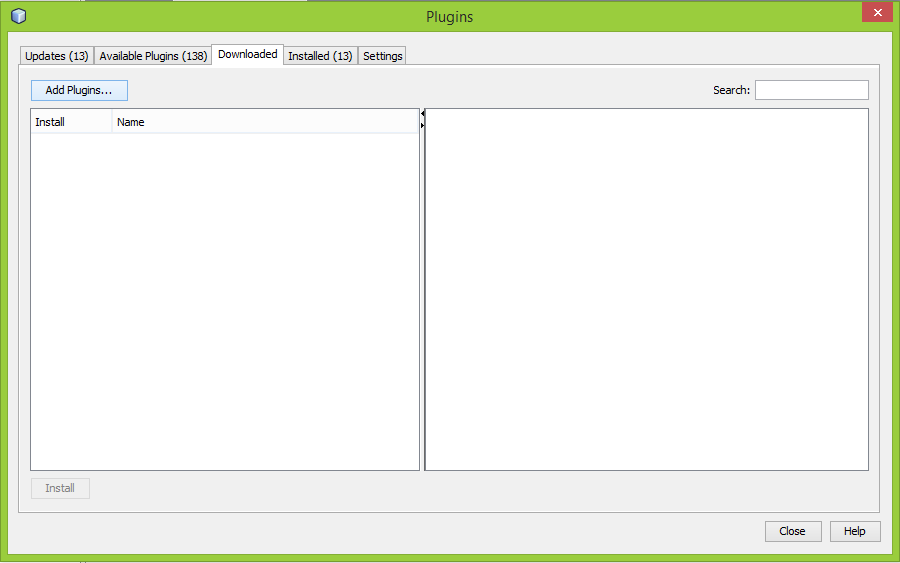 Plugins
Updates (13) Available Plugins (138) Downloaded Installed (13) Settings
Add Plugins... Search:
Install Name
Install
Close Help